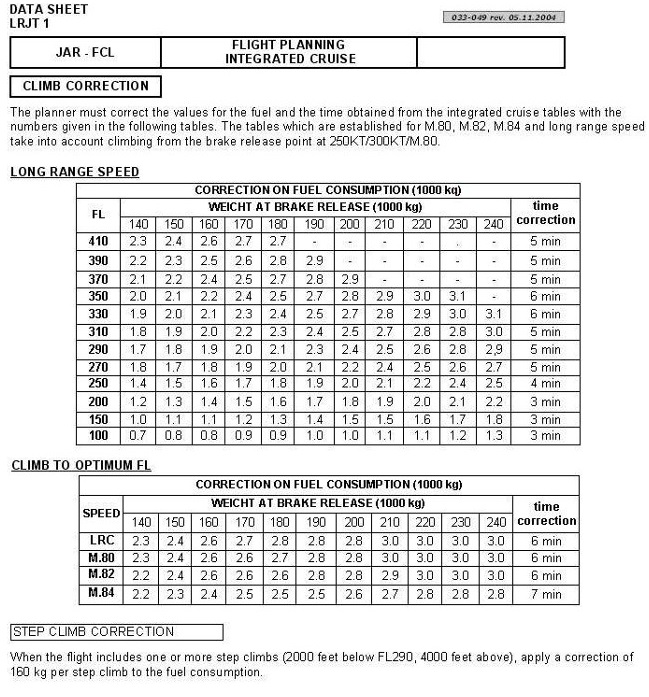 DATA SHEET
LRJT 1
033-049 rev. 05.11.2004
JAR - FCL
FLIGHT PLANNING
INTEGRATED CRUISE
CLIMB CORRECTION
The planner must correct the values for the fuel and the time obtained from the integrated cruise tables with the
numbers given in the following tables. The tables which are established for M.80, M.82, M.84 and long range speed
take into account climbing from the brake release point at 250KT/300KT/M.80.
LONG RANGE SPEED
CORRECTION ON FUEL CONSUMPTION (1000 kg)
FL
WEICHT AT BRAKE RELEASE (1000 kg)
time
correction
140 150 160 170 180 190 200 210 220 230 240
410 2.3 2.4 2.6 2.7 2.7 - - - - . - 5 min
390 2.2 2.3 2.5 2.6 2.8 2.9 - - - - - 5 min
370 2.1 2.2 2.4 2.5 2.7 2.8 2.9 - - - - 5 min
350 2.0 2.1 2.2 2.4 2.5 2.7 2.8 2.9 3.0 3.1 - 6 min
330 1.9 2.0 2.1 2.3 2.4 2.5 2.7 2.8 2.9 3.0 3.1 6 min
310 1.8 1.9 2.0 2.2 2.3 2.4 2.5 2.7 2.8 2.8 3.0 5 min
290 1.7 1.8 1.9 2.0 2.1 2.3 2.4 2.5 2.6 2.8 2,9 5 min
270 1.8 1.7 1.8 1.9 2.0 2.1 2.2 2.4 2.5 2.6 2.7 5 min
250 1.4 1.5 1.6 1.7 1.8 1.9 2.0 2.1 2.2 2.4 2.5 4 min
200 1.2 1.3 1.4 1.5 1.6 1.7 1.8 1.9 2.0 2.1 2.2 3 min
150 1.0 1.1 1.1 1.2 1.3 1.4 1.5 1.5 1.6 1.7 1.8 3 min
100 0.7 0.8 0.8 0.9 0.9 1.0 1.0 1.1 1.1 1.2 1.3 3 min
CLIMB TO OPTIMUM FL
CORRECTION ON FUEL CONSUMPTION (1000 kq)
SPEED
WEICHT AT BRAKE RELEASE (1000 kg)
time
correction
140 150 160 170 180 190 200 210 220 230 240
LRC 2.3 2.4 2.6 2.7 2.8 2.8 2.8 3.0 3.0 3.0 3.0 6 min
M.80 2.3 2.4 2.6 2.6 2.7 2.8 2.8 3.0 3.0 3.0 3.0 6 min
M.82 2.2 2.4 2.6 2.6 2.6 2.8 2.8 2.9 3.0 3.0 3.0 6 min
M.84 2.2 2.3 2.4 2.5 2.5 2.5 2.6 2.7 2.8 2.8 2.8 7 min
STEP CLIMB CORRECTION
When the flight includes one or more step climbs (2000 feet below FL290, 4000 feet above), apply a correction of
160 kg per step climb to the fuel consumption.